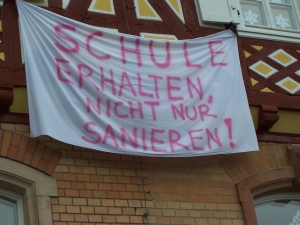 SCHULE
ERHALTEN,
NICHT NUR
SANIEREN!